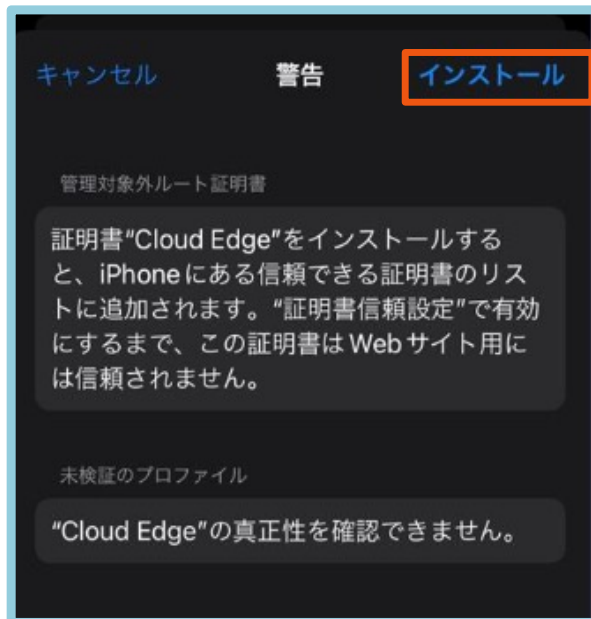 キャンセル 警告 インストール
管理対象外ルート証明書
証明書“Cloud Edge”をインストールする
と、iPhoneにある信頼できる証明書のリス
トに追加されます。“証明書信頼設定”で有効
にするまで、この証明書はWebサイト用に
は信頼されません。
未検証のプロファイル
“Cloud Edge”の真正性を確認できません。